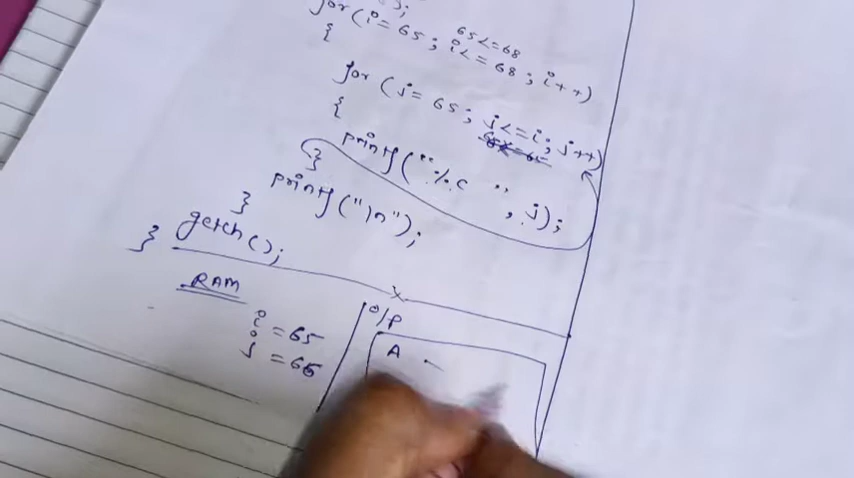 );
65<=68
for(i=65; i<=68; i++)
{
for (j= 65; j<=i; j++)
{
printf("%c ", j);
}
printf("\n");
}
getch();
}
RAM
i =65
j =66
O/P
A